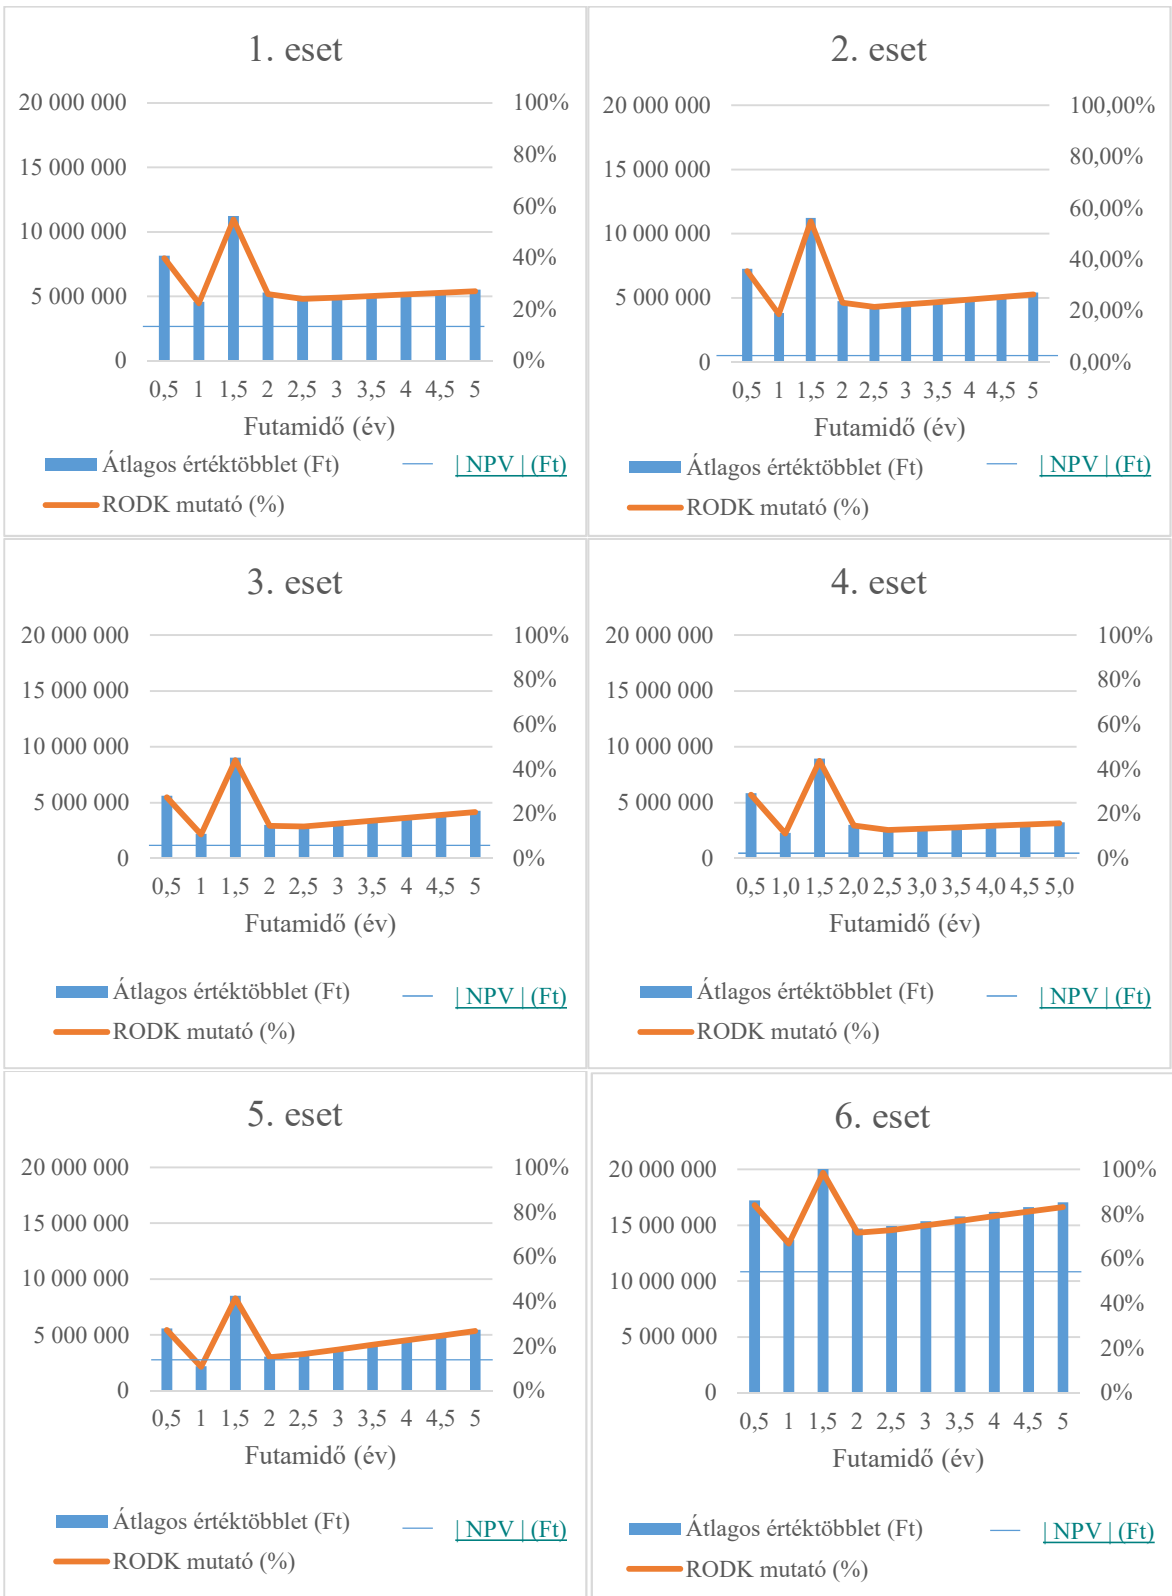 1. eset
20 000 000
15 000 000
10 000 000
5 000 000
0
100%
80%
60%
40%
20%
0%
0,5 1 1,5 2 2,5 3 3,5 4 4,5 5
Futamidő (év)
Átlagos értéktöbblet (Ft)
| NPV | (Ft)
RODK mutató (%)
2. eset
20 000 000
15 000 000
10 000 000
5 000 000
0
100,00%
80,00%
60,00%
40,00%
20,00%
0,00%
0,5 1 1,5 2 2,5 3 3,5 4 4,5 5
Futamidő (év)
Átlagos értéktöbblet (Ft)
| NPV | (Ft)
RODK mutató (%)
3. eset
20 000 000
15 000 000
10 000 000
5 000 000
0
100%
80%
60%
40%
20%
0%
0,5 1 1,5 2 2,5 3 3,5 4 4,5 5
Futamidő (év)
Átlagos értéktöbblet (Ft)
| NPV | (Ft)
RODK mutató (%)
4. eset
20 000 000
15 000 000
10 000 000
5 000 000
0
100%
80%
60%
40%
20%
0%
0,5 1,0 1,5 2,0 2,5 3,0 3,5 4,0 4,5 5,0
Futamidő (év)
Átlagos értéktöbblet (Ft)
| NPV | (Ft)
RODK mutató (%)
5. eset
20 000 000
15 000 000
10 000 000
5 000 000
0
100%
80%
60%
40%
20%
0%
0,5 1 1,5 2 2,5 3 3,5 4 4,5 5
Futamidő (év)
Átlagos értéktöbblet (Ft)
| NPV | (Ft)
RODK mutató (%)
6. eset
20 000 000
15 000 000
10 000 000
5 000 000
0
100%
80%
60%
40%
20%
0%
0,5 1 1,5 2 2,5 3 3,5 4 4,5 5
Futamidő (év)
Átlagos értéktöbblet (Ft)
| NPV | (Ft)
RODK mutató (%)